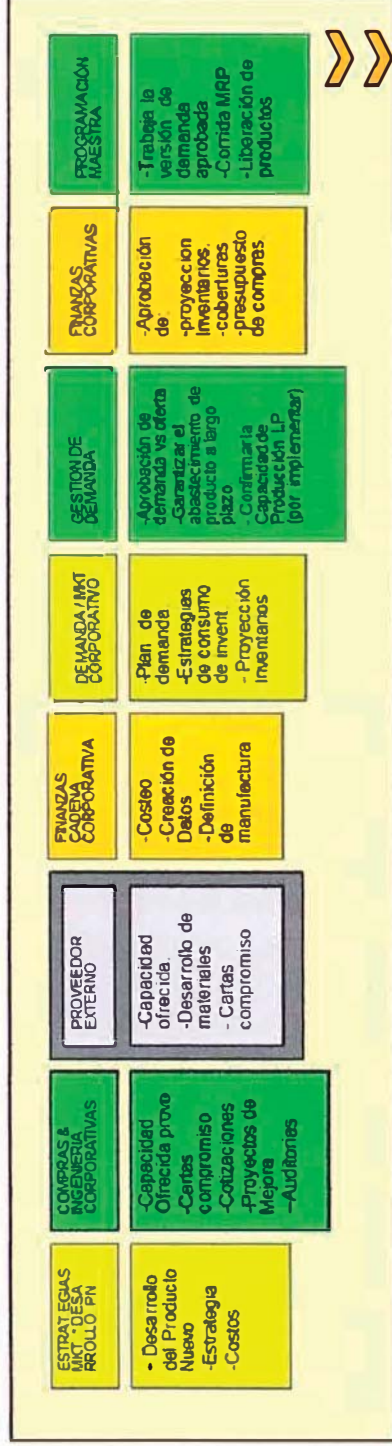 ESTRATEGIAS
MKT * DESA
RROLLO PN
• Desarrollo
del Producto
Nuevo
-Estrategia
-Costos
COMPRAS &
INGENIERIA
CORPORATIVAS
-Capacidad
Ofrecida provo
-Cartas
compromiso
-Cotizaciones
-Proyectos de
Mejora
-Auditorias
PROVEEDOR
EXTERNO
-Capacidad
ofrecida.
-Desarrollo de
materiales
- Cartas
compromiso
FINANZAS
CADENA
CORPORATIVA
-Costeo
-Creación de
Datos
-Definición
de
manufactura
DEMANDA / MKT
CORPORATIVO
-Plan de
demanda.
-Estrategias
de consumo
de invent.
- Proyección
Inventarios
GESTION DE
DEMANDA
-Aprobación de
demanda vs oferta
-Garantizar el
abastecimiento de
producto a largo
plazo
- Confirmar la
Capacidad de
Producción LP
(por implementar)
FINANZAS
CORPORATIVAS
-Aprobación
de:
-proyeccion
Inventarios.
-coberturas
-presupuesto
de compras.
PROGRAMACIÓN
MAESTRA
-Trabaja la
versión de
demanda
aprobada
-Corrida MRP
-Liberación de
productos